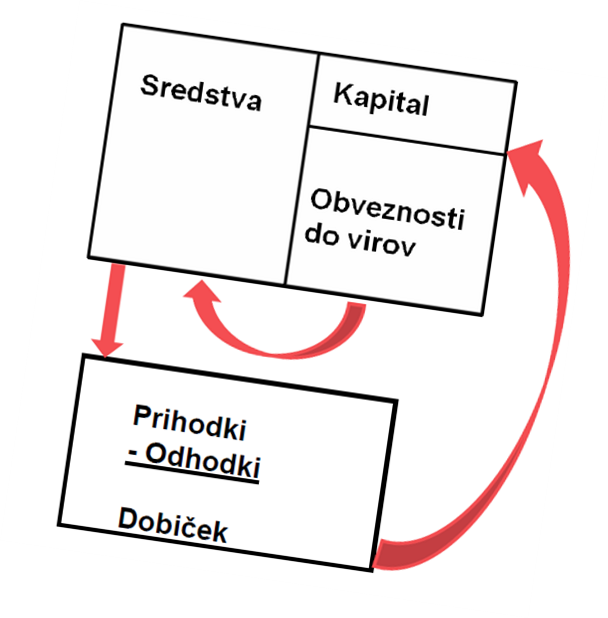 Sredstva
Kapital
Obveznosti
do virov
Prihodki
- Odhodki
Dobiček